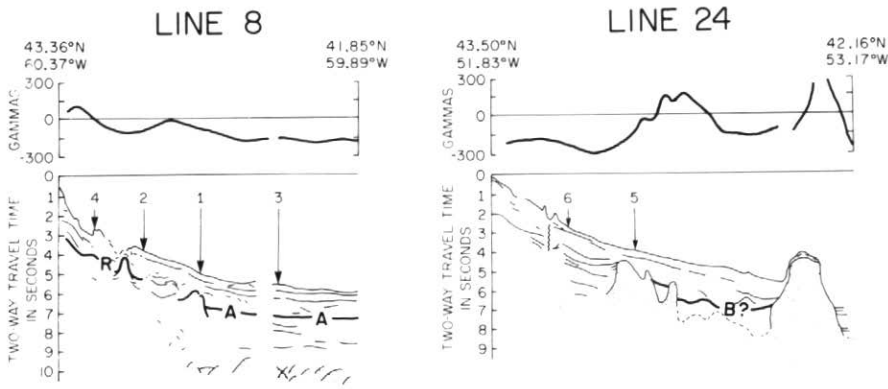 LINE 8
43.36°N
60.37°W
41.85°N
59.89°W
300
0
-300
GAMMAS
0
1
2
3
4
5
6
7
8
9
10
TWO-WAY TRAVEL TIME
IN SECONDS
4
2
1
3
R
A
A
LINE 24
43.50°N
51.83°W
42.16°N
53.17°W
300
0
-300
GAMMAS
0
1
2
3
4
5
6
7
8
9
TWO-WAY TRAVEL TIME
IN SECONDS
6
5
B?